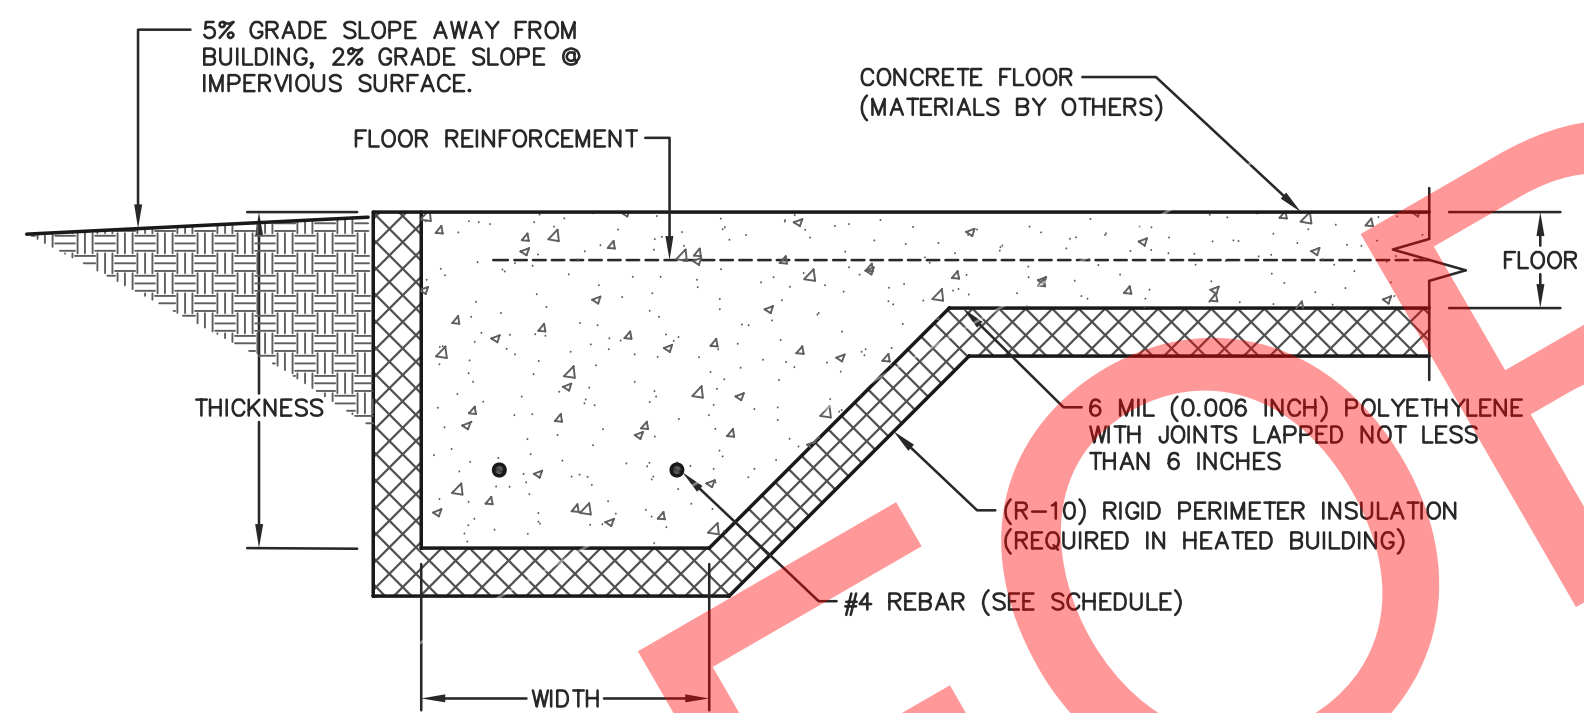 5% GRADE SLOPE AWAY FROM
BUILDING, 2% GRADE SLOPE @
IMPERVIOUS SURFACE.
CONCRETE FLOOR
(MATERIALS BY OTHERS)
FLOOR REINFORCEMENT
FLOOR
THICKNESS
6 MIL (0.006 INCH) POLYETHYLENE
WITH JOINTS LAPPED NOT LESS
THAN 6 INCHES
(R-10) RIGID PERIMETER INSULATION
(REQUIRED IN HEATED BUILDING)
#4 REBAR (SEE SCHEDULE)
WIDTH